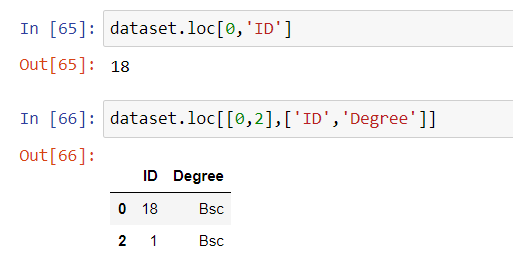 In [65]: dataset.loc[0,'ID']
Out[65]: 18
In [66]: dataset.loc[[0,2],['ID','Degree']]
Out[66]:
ID Degree
0 18 Bsc
2 1 Bsc